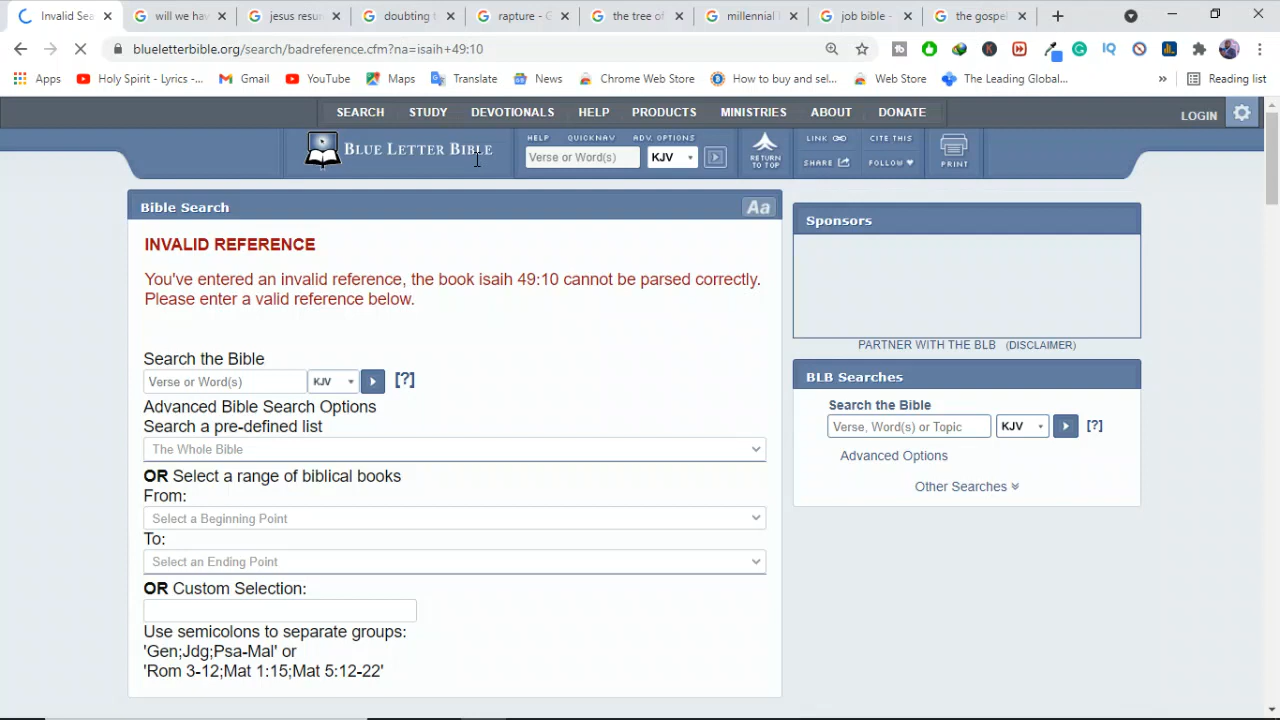 Invalid Sea
will we hav
jesus resur
doubting t
rapture - G
the tree of
millennial l
job bible -
the gospel
blueletterbible.org/search/badreference.cfm?na=isaih+49:10
Apps
Holy Spirit - Lyrics -...
Gmail
YouTube
Maps
Translate
News
Chrome Web Store
How to buy and sel...
Web Store
The Leading Global...
»
Reading list
SEARCH
STUDY
DEVOTIONALS
HELP
PRODUCTS
MINISTRIES
ABOUT
DONATE
LOGIN
BLUE LETTER BIBLE
HELP
QUICKNAV
ADV. OPTIONS
Verse or Word(s)
KJV
RETURN
TO TOP
LINK
CITE THIS
SHARE
FOLLOW
PRINT
Bible Search
Aa
INVALID REFERENCE
You've entered an invalid reference, the book isaih 49:10 cannot be parsed correctly.
Please enter a valid reference below.
Search the Bible
Verse or Word(s)
KJV
[?]
Advanced Bible Search Options
Search a pre-defined list
The Whole Bible
OR Select a range of biblical books
From:
Select a Beginning Point
To:
Select an Ending Point
OR Custom Selection:
Use semicolons to separate groups:
'Gen;Jdg;Psa-Mal' or
'Rom 3-12;Mat 1:15;Mat 5:12-22'
Sponsors
PARTNER WITH THE BLB (DISCLAIMER)
BLB Searches
Search the Bible
Verse, Word(s) or Topic
KJV
[?]
Advanced Options
Other Searches